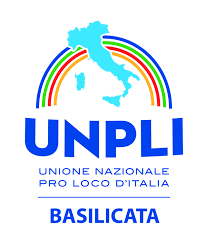 UNPLI
UNIONE NAZIONALE
PRO LOCO D'ITALIA
BASILICATA